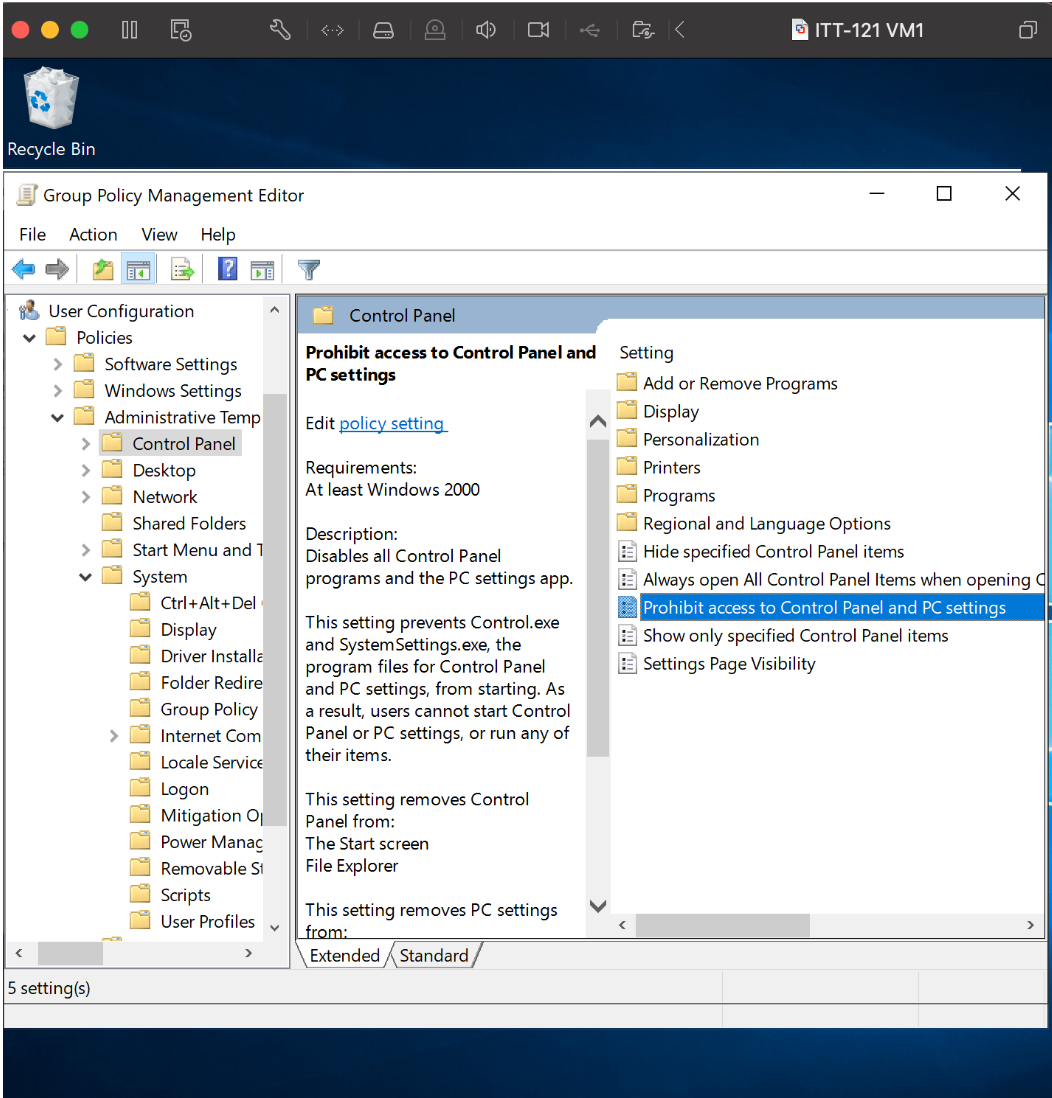 ITT-121 VM1
Recycle Bin
Group Policy Management Editor
File Action View Help
User Configuration
Policies
Software Settings
Windows Settings
Administrative Temp
Control Panel
Desktop
Network
Shared Folders
Start Menu and T
System
Ctrl+Alt+Del
Display
Driver Installa
Folder Redire
Group Policy
Internet Com
Locale Service
Logon
Mitigation Op
Power Manag
Removable St
Scripts
User Profiles
Control Panel
Prohibit access to Control Panel and
PC settings
Edit policy setting
Requirements:
At least Windows 2000
Description:
Disables all Control Panel
programs and the PC settings app.
This setting prevents Control.exe
and SystemSettings.exe, the
program files for Control Panel
and PC settings, from starting. As
a result, users cannot start Control
Panel or PC settings, or run any of
their items.
This setting removes Control
Panel from:
The Start screen
File Explorer
This setting removes PC settings
from:
Setting
Add or Remove Programs
Display
Personalization
Printers
Programs
Regional and Language Options
Hide specified Control Panel items
Always open All Control Panel Items when opening C
Prohibit access to Control Panel and PC settings
Show only specified Control Panel items
Settings Page Visibility
Extended Standard
5 setting(s)